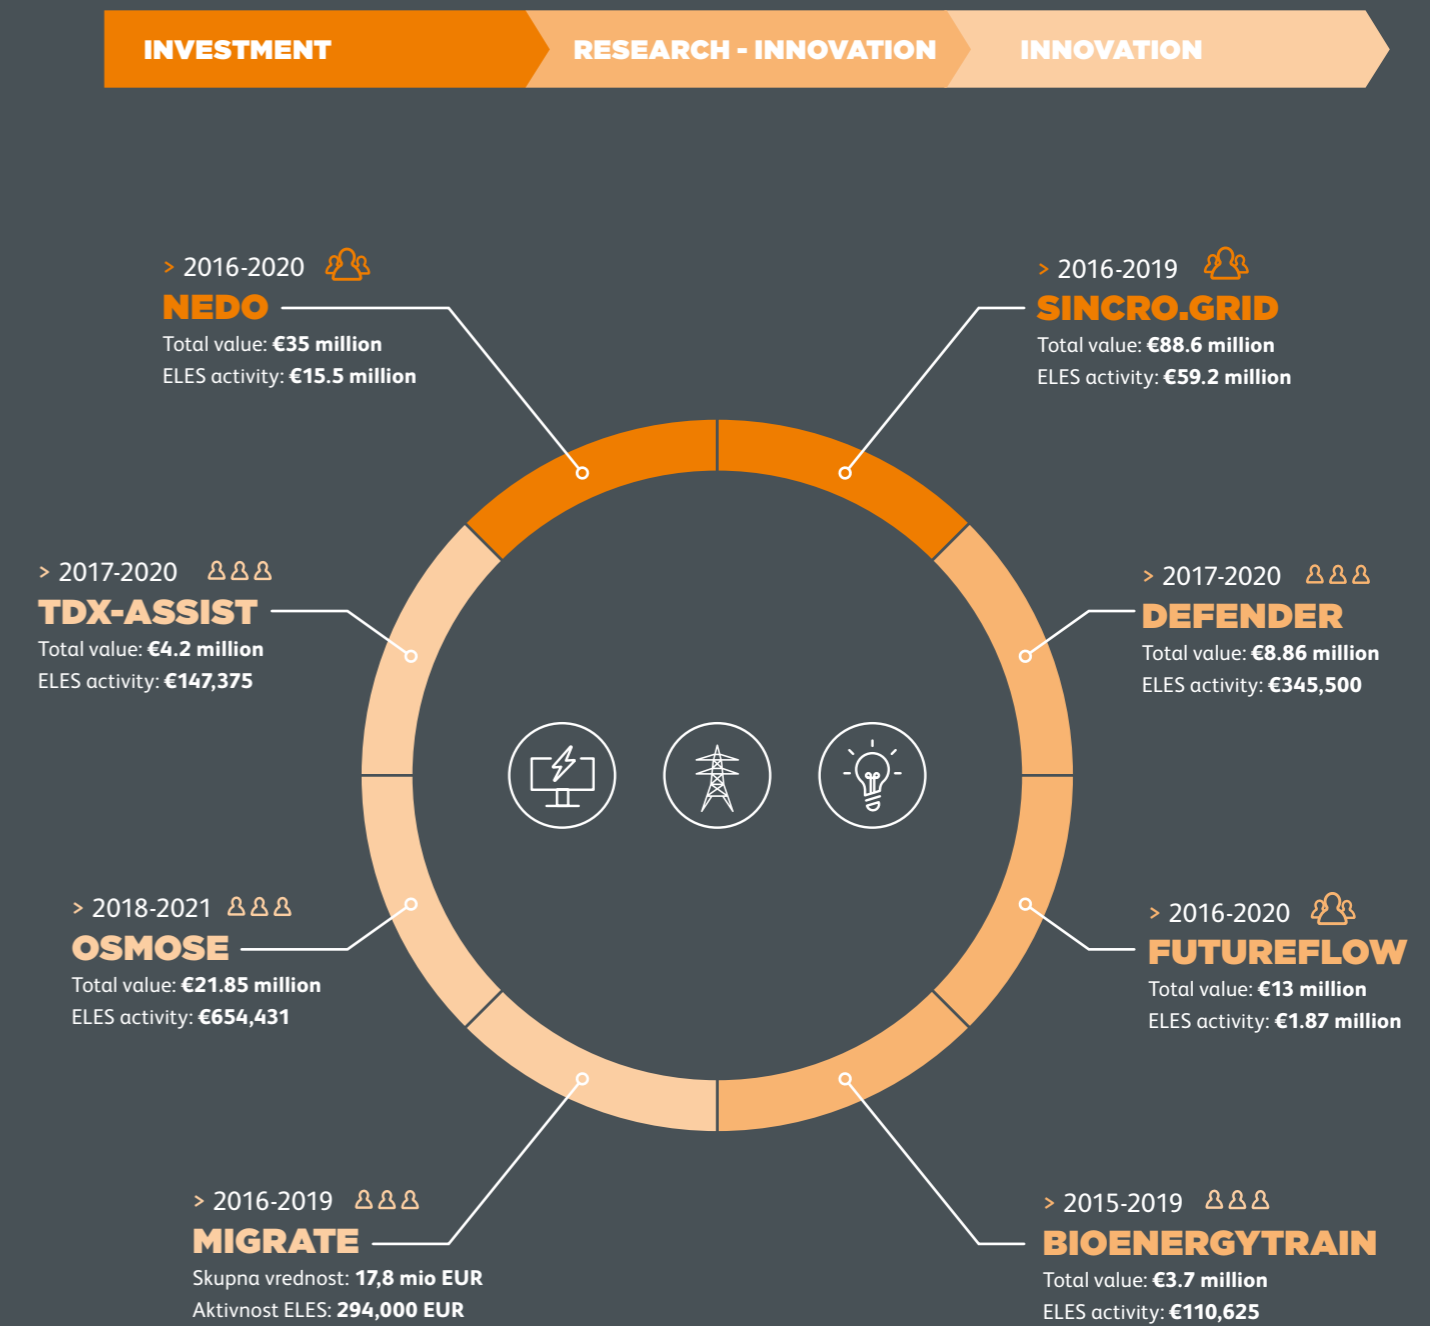 INVESTMENT
RESEARCH - INNOVATION
INNOVATION
> 2016-2020
NEDO
Total value: €35 million
ELES activity: €15.5 million
> 2016-2019
SINCRO.GRID
Total value: €88.6 million
ELES activity: €59.2 million
> 2017-2020
TDX-ASSIST
Total value: €4.2 million
ELES activity: €147,375
> 2017-2020
DEFENDER
Total value: €8.86 million
ELES activity: €345,500
> 2018-2021
OSMOSE
Total value: €21.85 million
ELES activity: €654,431
> 2016-2020
FUTUREFLOW
Total value: €13 million
ELES activity: €1.87 million
> 2016-2019
MIGRATE
Skupna vrednost: 17,8 mio EUR
Aktivnost ELES: 294,000 EUR
> 2015-2019
BIOENERGYTRAIN
Total value: €3.7 million
ELES activity: €110,625